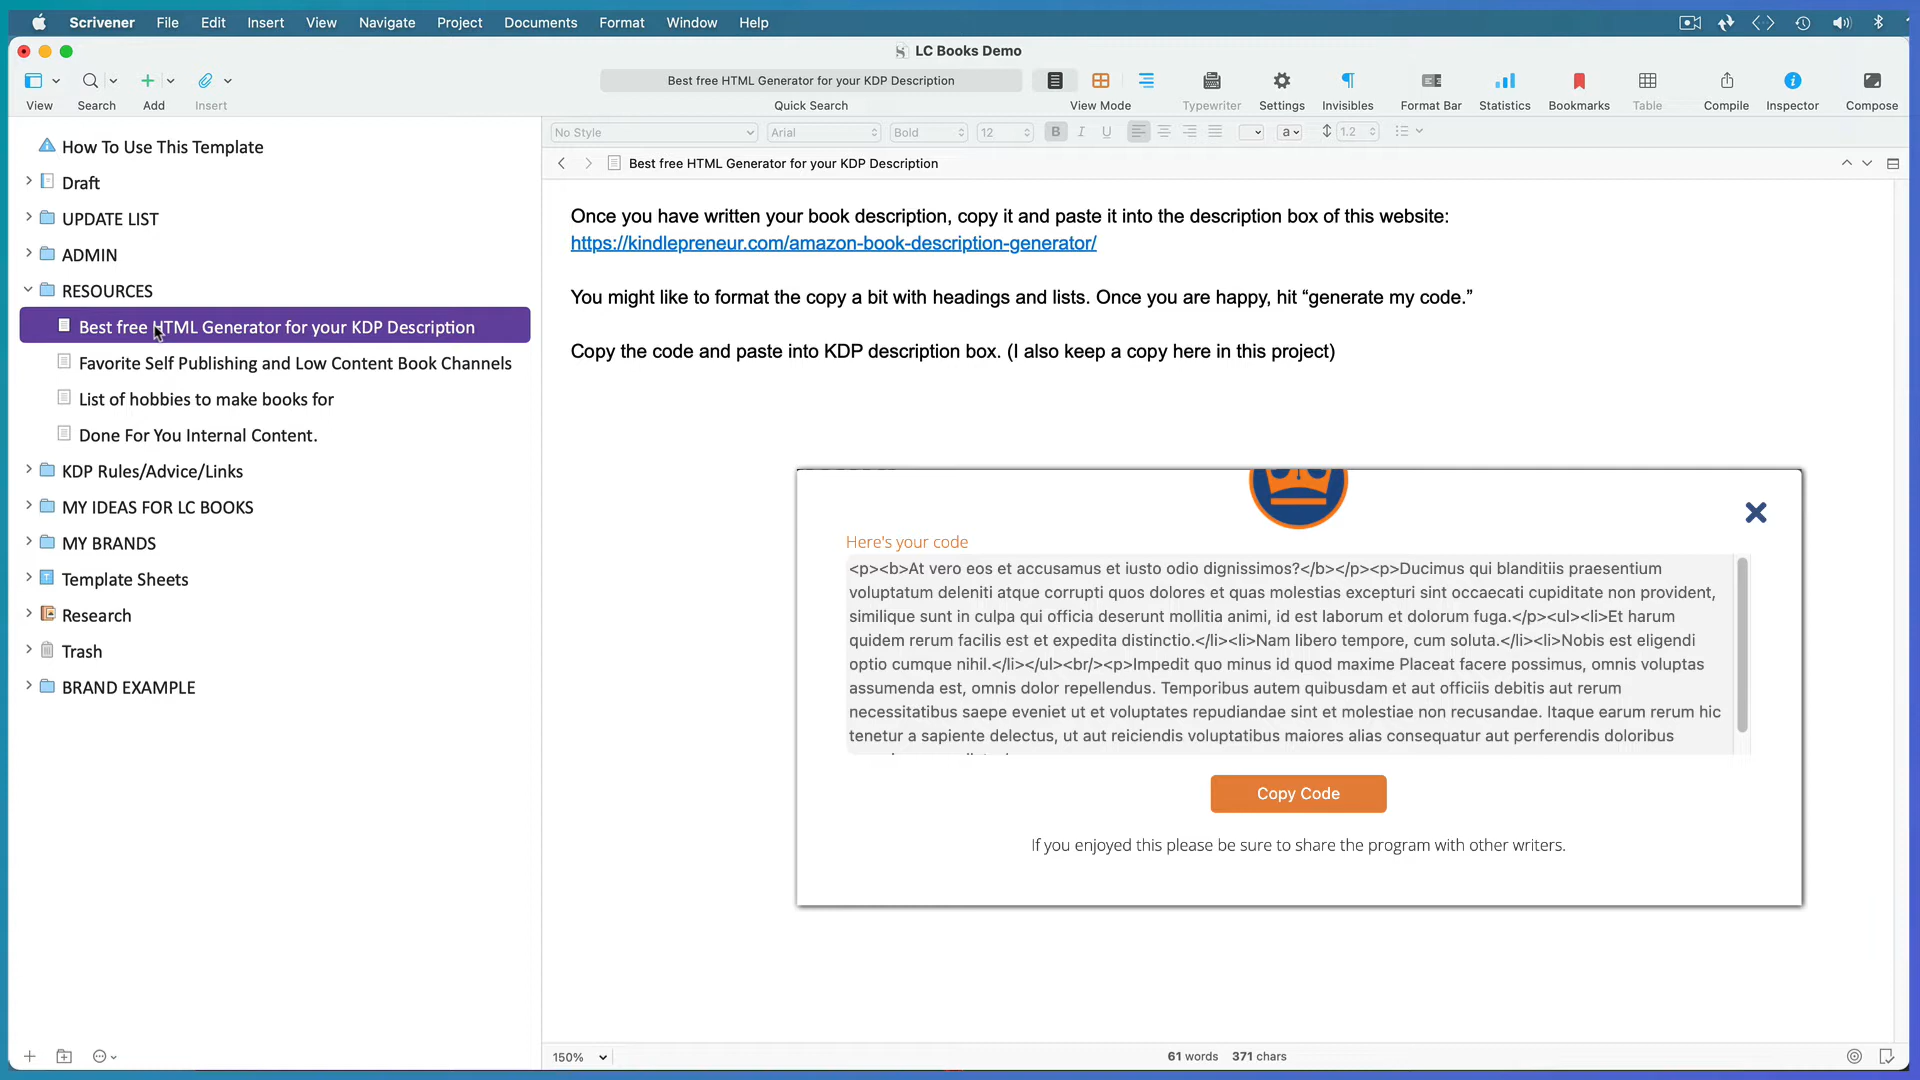 Scrivener File Edit Insert View Navigate Project Documents Format Window Help
LC Books Demo
Best free HTML Generator for your KDP Description
View Search Add Insert Quick Search View Mode Typewriter Settings Invisibles Format Bar Statistics Bookmarks Table Compile Inspector Compose
No Style Arial Bold 12 B I U a 1.2
Best free HTML Generator for your KDP Description
How To Use This Template
Draft
UPDATE LIST
ADMIN
RESOURCES
Best free HTML Generator for your KDP Description
Favorite Self Publishing and Low Content Book Channels
List of hobbies to make books for
Done For You Internal Content.
KDP Rules/Advice/Links
MY IDEAS FOR LC BOOKS
MY BRANDS
Template Sheets
Research
Trash
BRAND EXAMPLE
Once you have written your book description, copy it and paste it into the description box of this website:
https://kindlepreneur.com/amazon-book-description-generator/
You might like to format the copy a bit with headings and lists. Once you are happy, hit “generate my code.”
Copy the code and paste into KDP description box. (I also keep a copy here in this project)
Here's your code
<p><b>At vero eos et accusamus et iusto odio dignissimos?</b></p><p>Ducimus qui blanditiis praesentium
voluptatum deleniti atque corrupti quos dolores et quas molestias excepturi sint occaecati cupiditate non provident,
similique sunt in culpa qui officia deserunt mollitia animi, id est laborum et dolorum fuga.</p><ul><li>Et harum
quidem rerum facilis est et expedita distinctio.</li><li>Nam libero tempore, cum soluta.</li><li>Nobis est eligendi
optio cumque nihil.</li></ul><br/><p>Impedit quo minus id quod maxime Placeat facere possimus, omnis voluptas
assumenda est, omnis dolor repellendus. Temporibus autem quibusdam et aut officiis debitis aut rerum
necessitatibus saepe eveniet ut et voluptates repudiandae sint et molestiae non recusandae. Itaque earum rerum hic
tenetur a sapiente delectus, ut aut reiciendis voluptatibus maiores alias consequatur aut perferendis doloribus
Copy Code
If you enjoyed this please be sure to share the program with other writers.
150% 61 words 371 chars